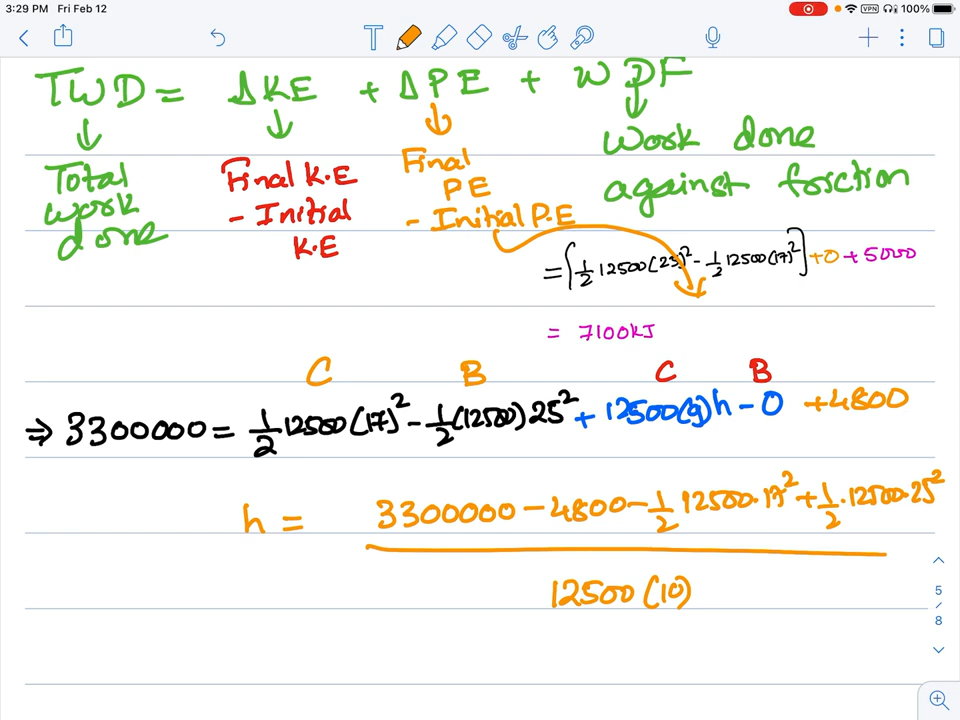 3:29 PM Fri Feb 12
VPN 100%
TWD = ΔKE + ΔPE + WDF
Total work done
Final K.E - Initial K.E
Final PE - Initial P.E
Work done against friction
= [1/2 12500(25)² - 1/2 12500(17)²] + 0 + 5000
= 7100KJ
C B C B
⇒ 3300000 = 1/2 12500(17)² - 1/2(12500)25² + 12500(g)h - 0 + 4800
h = 3300000 - 4800 - 1/2 12500·17² + 1/2·12500·25²
12500(10)
5
/
8